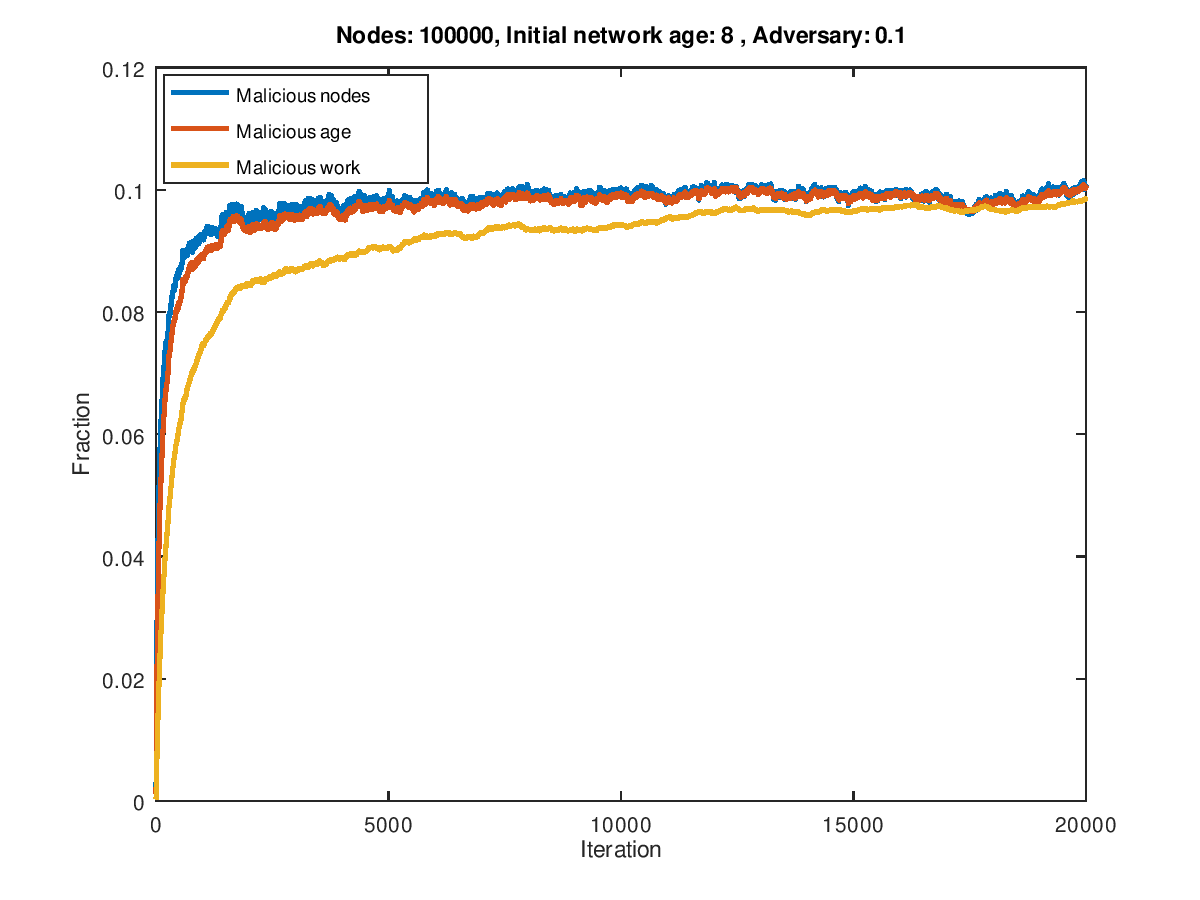 Nodes: 100000, Initial network age: 8 , Adversary: 0.1
Malicious nodes
Malicious age
Malicious work
0.12
0.1
0.08
0.06
0.04
0.02
0
Fraction
0 5000 10000 15000 20000
Iteration